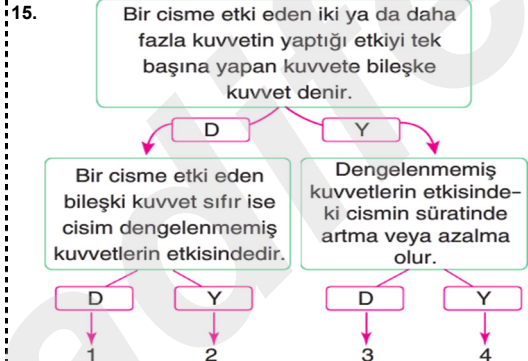 15.
Bir cisme etki eden iki ya da daha
fazla kuvvetin yaptığı etkiyi tek
başına yapan kuvvete bileşke
kuvvet denir.
D
Y
Bir cisme etki eden
bileşki kuvvet sıfır ise
cisim dengelenmemiş
kuvvetlerin etkisindedir.
Dengelenmemiş
kuvvetlerin etkisinde-
ki cismin süratinde
artma veya azalma
olur.
D
Y
D
Y
1
2
3
4